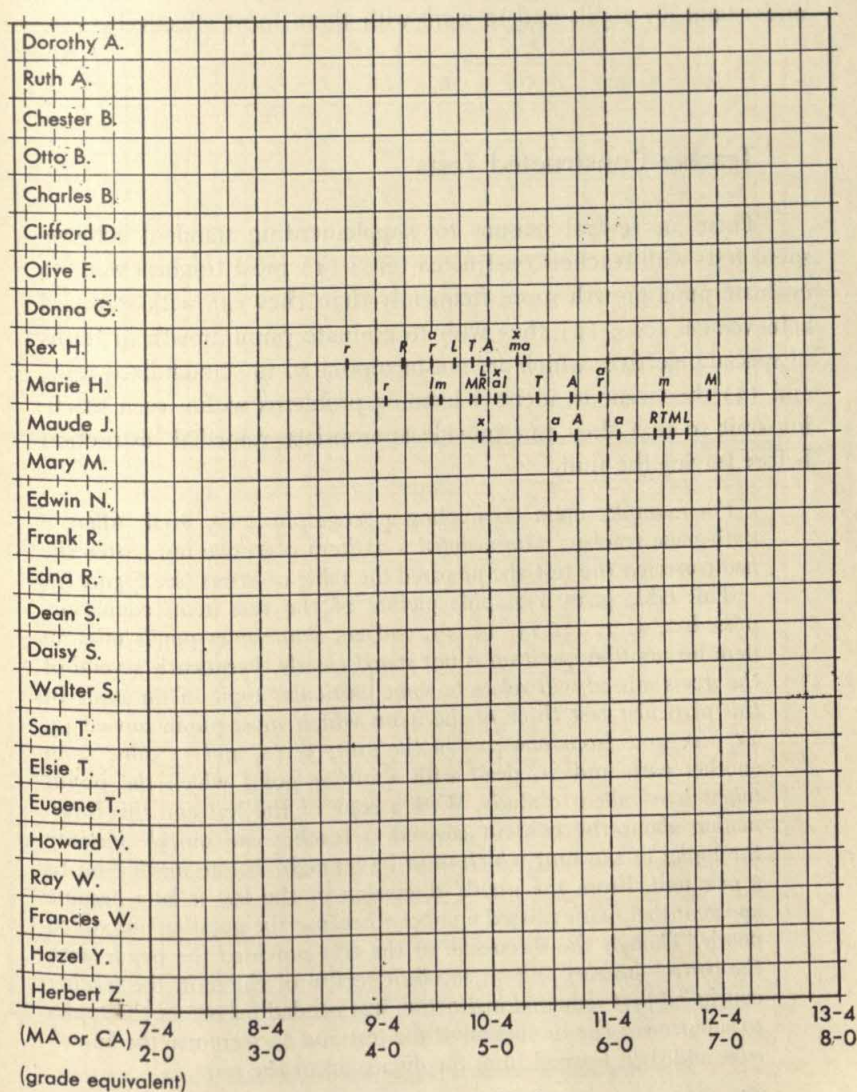 Dorothy A.
Ruth A.
Chester B.
Otto B.
Charles B.
Clifford D.
Olive F.
Donna G.
a x
Rex H. r R r L T A m a
L x a
Marie H. r l m M R a l T A r m M
Maude J. x a A a R T M L
Mary M.
Edwin N.
Frank R.
Edna R.
Dean S.
Daisy S.
Walter S.
Sam T.
Elsie T.
Eugene T.
Howard V.
Ray W.
Francies W.
Hazel Y.
Herbert Z.
(MA or CA) 7-4 8-4 9-4 10-4 11-4 12-4 13-4
2-0 3-0 4-0 5-0 6-0 7-0 8-0
(grade equivalent)